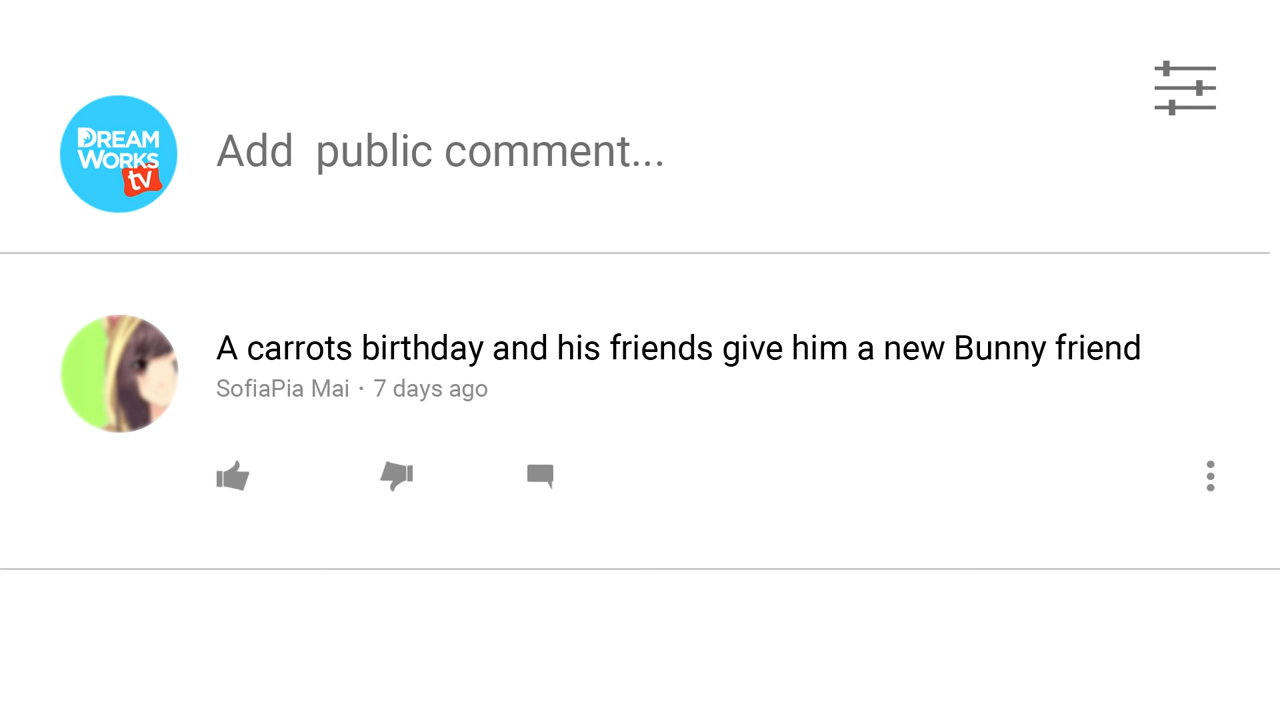 DREAM
WORKS
tv
Add public comment...
A carrots birthday and his friends give him a new Bunny friend
SofiaPia Mai · 7 days ago